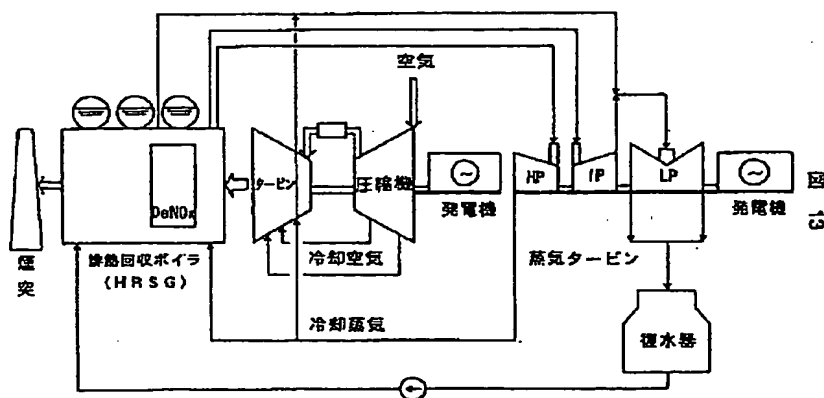 空気
タービン
圧縮機
発電機
HP
IP
LP
発電機
DeNOx
排熱回収ボイラ
(HRSG)
煙突
冷却空気
冷却蒸気
蒸気タービン
復水器
図 13